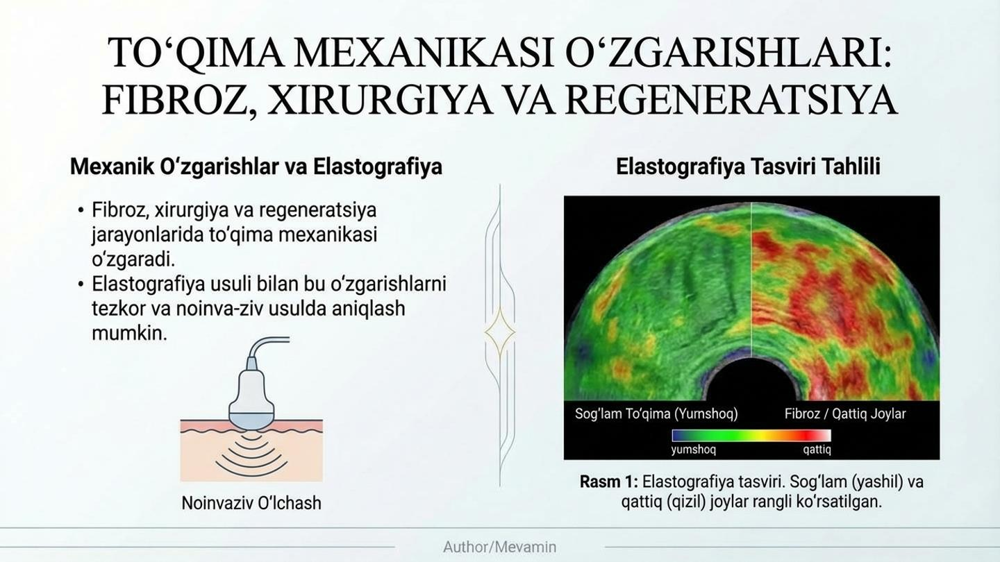 TO‘QIMA MEXANIKASI O‘ZGARISHLARI:
FIBROZ, XIRURGIYA VA REGENERATSIYA
Mexanik O‘zgarishlar va Elastografiya
• Fibroz, xirurgiya va regeneratsiya
jarayonlarida to‘qima mexanikasi
o‘zgaradi.
• Elastografiya usuli bilan bu o‘zgarishlarni
tezkor va noinva-ziv usulda aniqlash
mumkin.
Noinvaziv O‘lchash
Elastografiya Tasviri Tahlili
Sog'lam To'qima (Yumshoq)
Fibroz / Qattiq Joylar
yumshoq
qattiq
Rasm 1: Elastografiya tasviri. Sog‘lam (yashil) va
qattiq (qizil) joylar rangli ko‘rsatilgan.
Author/Mevamin